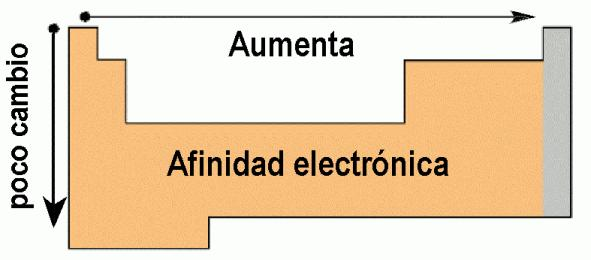 Aumenta
poco cambio
Afinidad electrónica